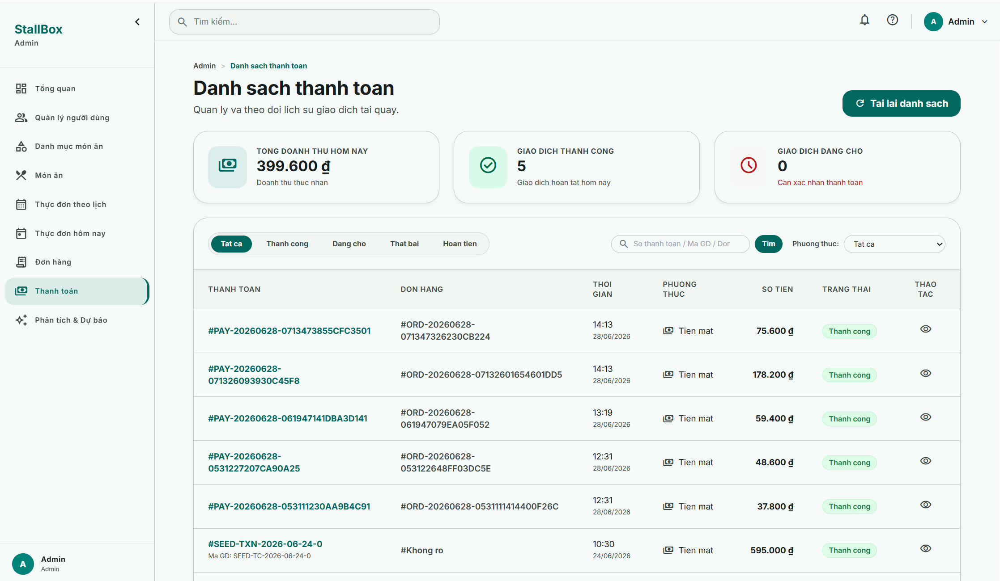 StallBox
Admin
Tổng quan
Quản lý người dùng
Danh mục món ăn
Món ăn
Thực đơn theo lịch
Thực đơn hôm nay
Đơn hàng
Thanh toán
Phân tích & Dự báo
A
Admin
Admin
Tìm kiếm...
A
Admin
Admin > Danh sach thanh toan
Danh sach thanh toan
Quan ly va theo doi lich su giao dich tai quay.
Tai lai danh sach
TONG DOANH THU HOM NAY
399.600 ₫
Doanh thu thuc nhan
GIAO DICH THANH CONG
5
Giao dich hoan tat hom nay
GIAO DICH DANG CHO
0
Can xac nhan thanh toan
Tat ca Thanh cong Dang cho That bai Hoan tien
So thanh toan / Ma GD / Don
Tim
Phuong thuc:
Tat ca
THANH TOAN
DON HANG
THOI
GIAN
PHUONG
THUC
SO TIEN
TRANG THAI
THAO
TAC
#PAY-20260628-0713473855CFC3501
#ORD-20260628-
071347326230CB224
14:13
28/06/2026
Tien mat
75.600 ₫
Thanh cong
#PAY-20260628-
071326093930C45F8
#ORD-20260628-07132601654601DD5
14:13
28/06/2026
Tien mat
178.200 ₫
Thanh cong
#PAY-20260628-061947141DBA3D141
#ORD-20260628-
061947079EA05F052
13:19
28/06/2026
Tien mat
59.400 ₫
Thanh cong
#PAY-20260628-
0531227207CA90A25
#ORD-20260628-
053122648FF03DC5E
12:31
28/06/2026
Tien mat
48.600 ₫
Thanh cong
#PAY-20260628-053111230AA9B4C91
#ORD-20260628-0531111414400F26C
12:31
28/06/2026
Tien mat
37.800 ₫
Thanh cong
#SEED-TXN-2026-06-24-0
Ma GD: SEED-TC-2026-06-24-0
#Khong ro
10:30
24/06/2026
Tien mat
595.000 ₫
Thanh cong